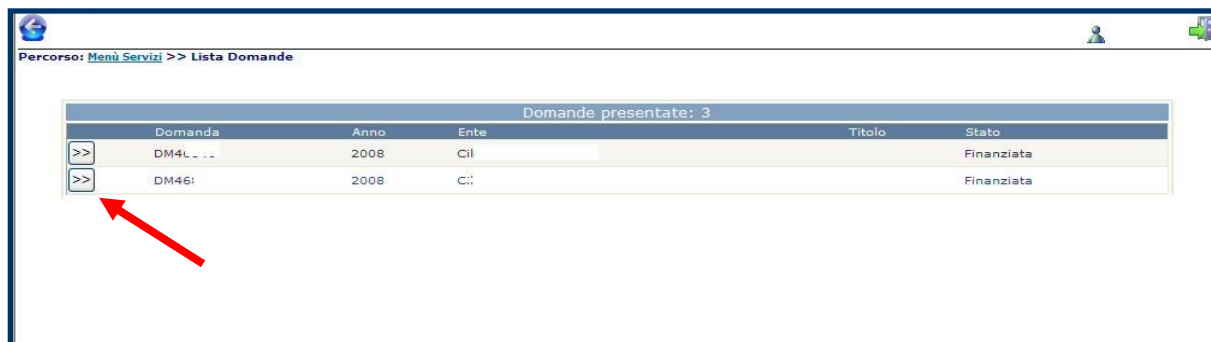 Percorso: Menù Servizi >> Lista Domande
Domande presentate: 3
Domanda Anno Ente Titolo Stato
>> 2008 Finanziata
>> 2008 Finanziata